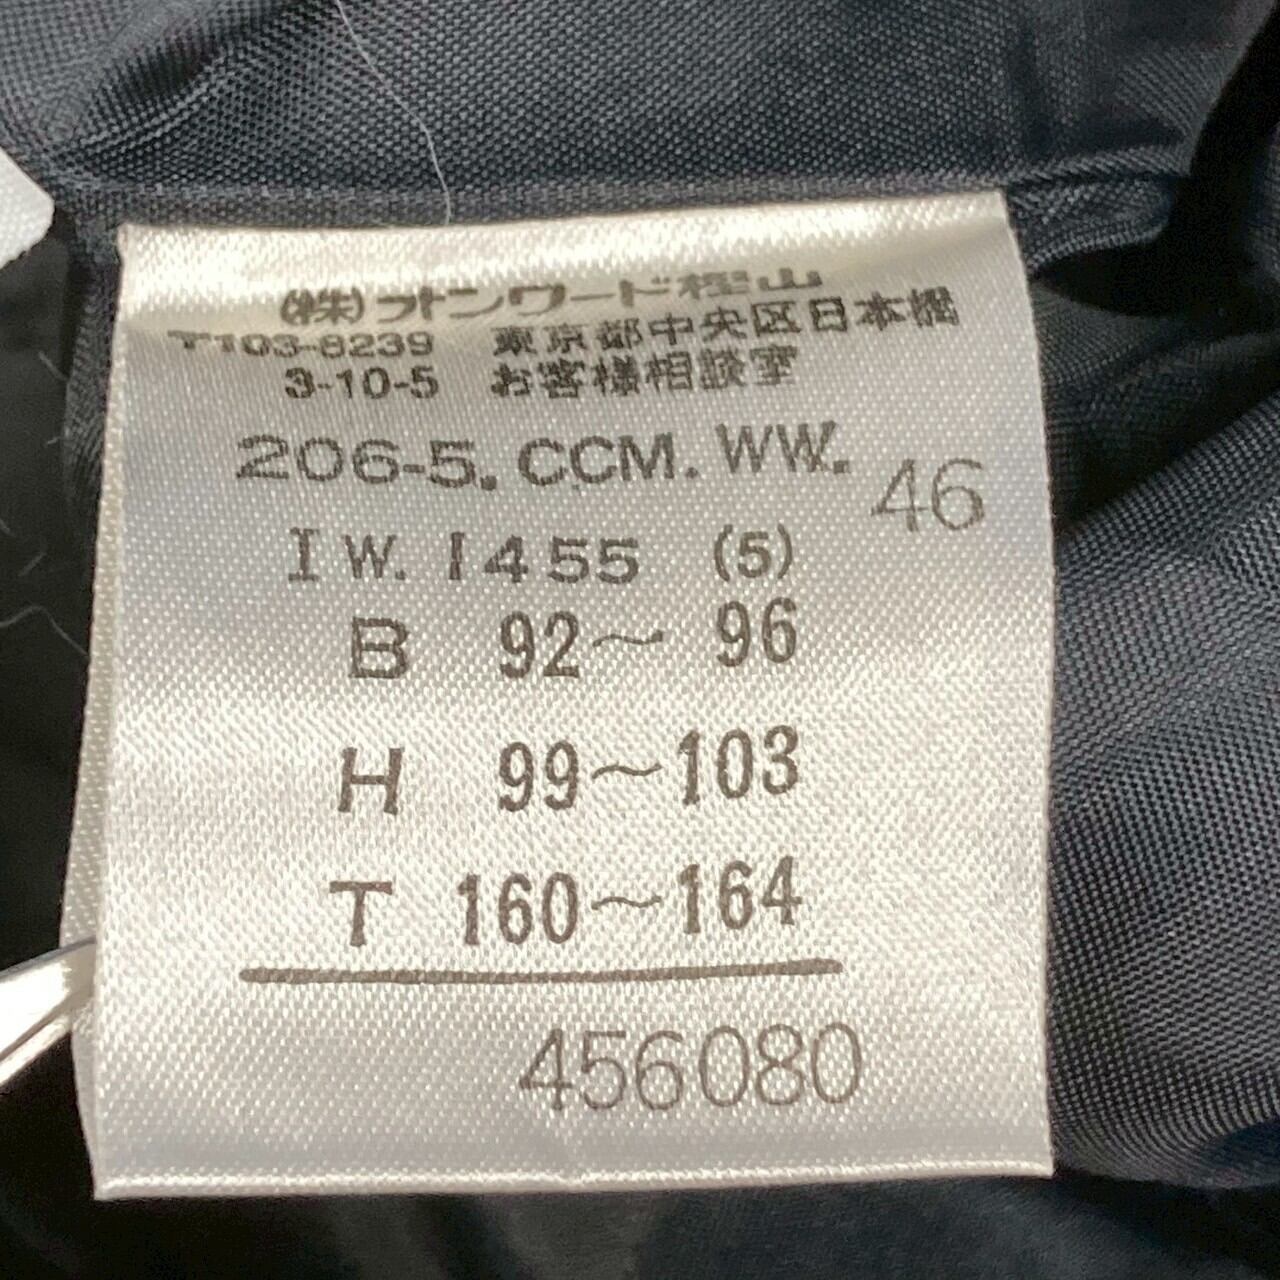 (株)オンワード樫山
〒103-8239 東京都中央区日本橋
3-10-5 お客様相談室
206-5. CCM. WW.
46
I W. 1455 (5)
B 92〜 96
H 99〜103
T 160〜164
456080